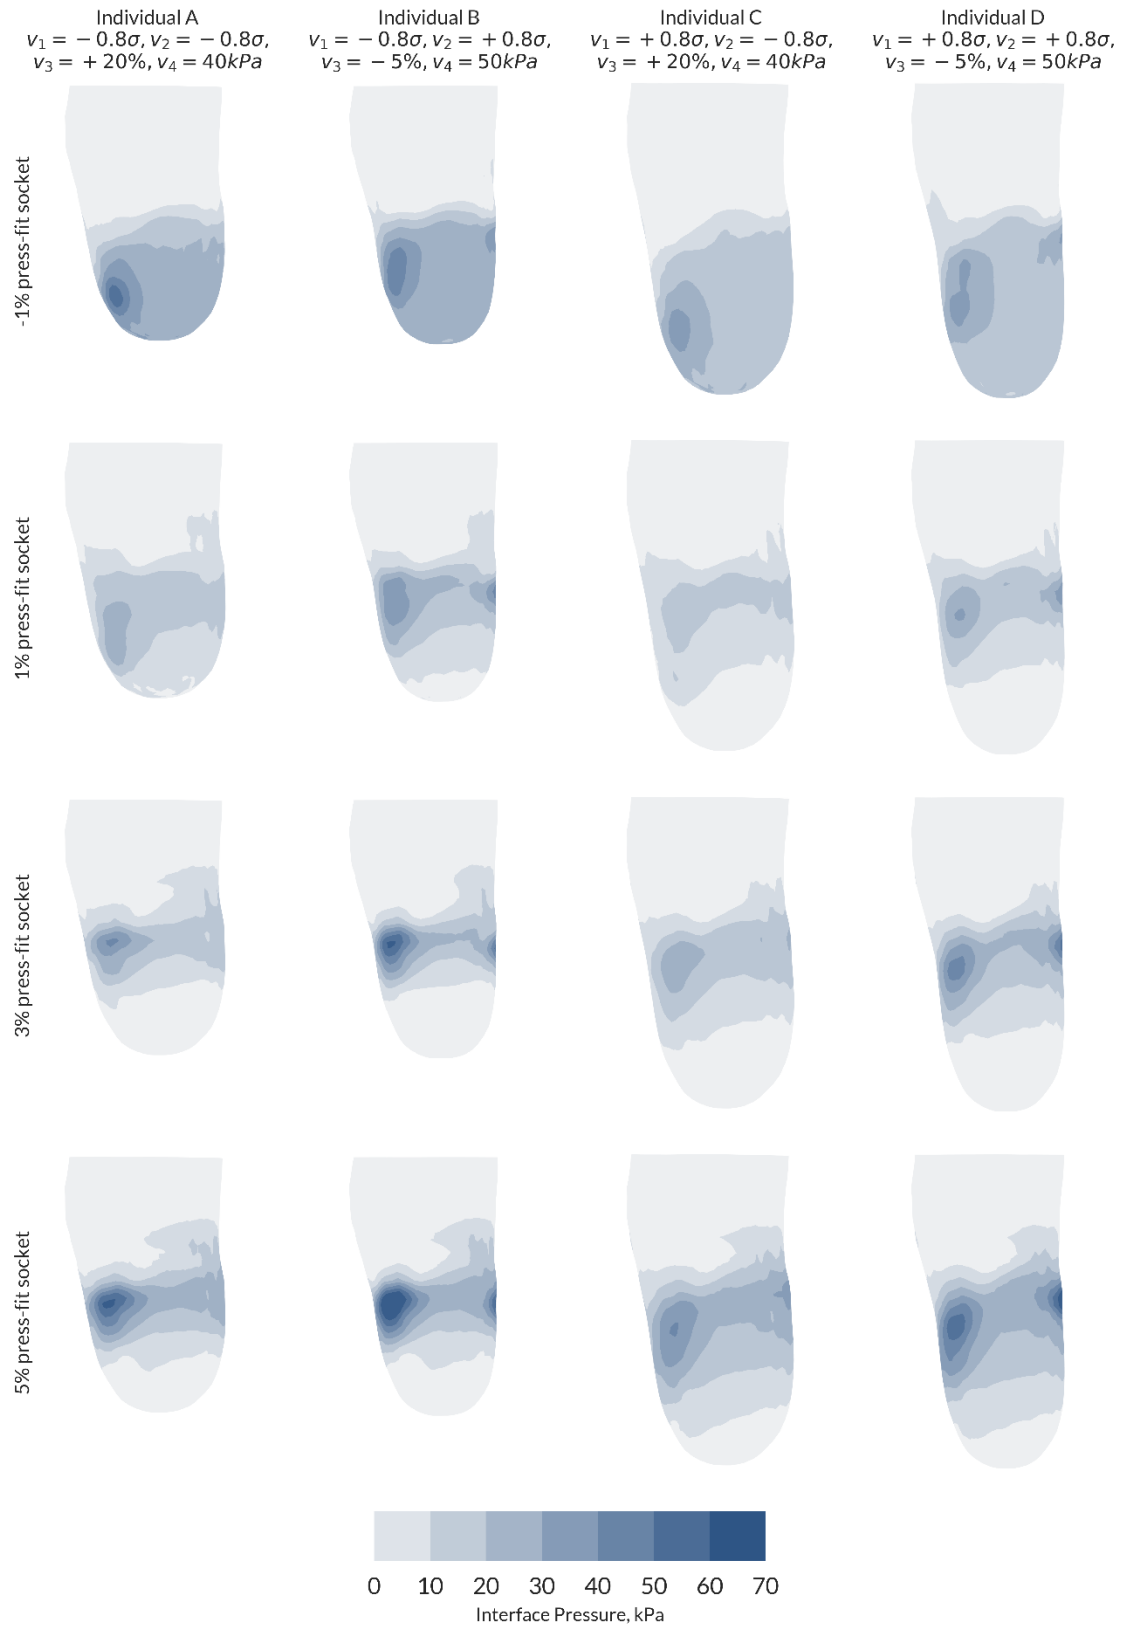 Individual A
v₁ = −0.8σ, v₂ = −0.8σ,
v₃ = +20%, v₄ = 40kPa
Individual B
v₁ = −0.8σ, v₂ = +0.8σ,
v₃ = −5%, v₄ = 50kPa
Individual C
v₁ = +0.8σ, v₂ = −0.8σ,
v₃ = +20%, v₄ = 40kPa
Individual D
v₁ = +0.8σ, v₂ = +0.8σ,
v₃ = −5%, v₄ = 50kPa
-1% press-fit socket
1% press-fit socket
3% press-fit socket
5% press-fit socket
0 10 20 30 40 50 60 70
Interface Pressure, kPa